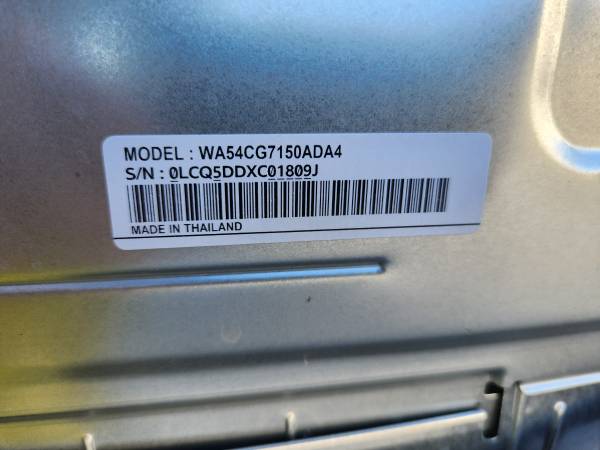 MODEL : WA54CG7150ADA4
S/N : 0LCQ5DDXC01809J
MADE IN THAILAND